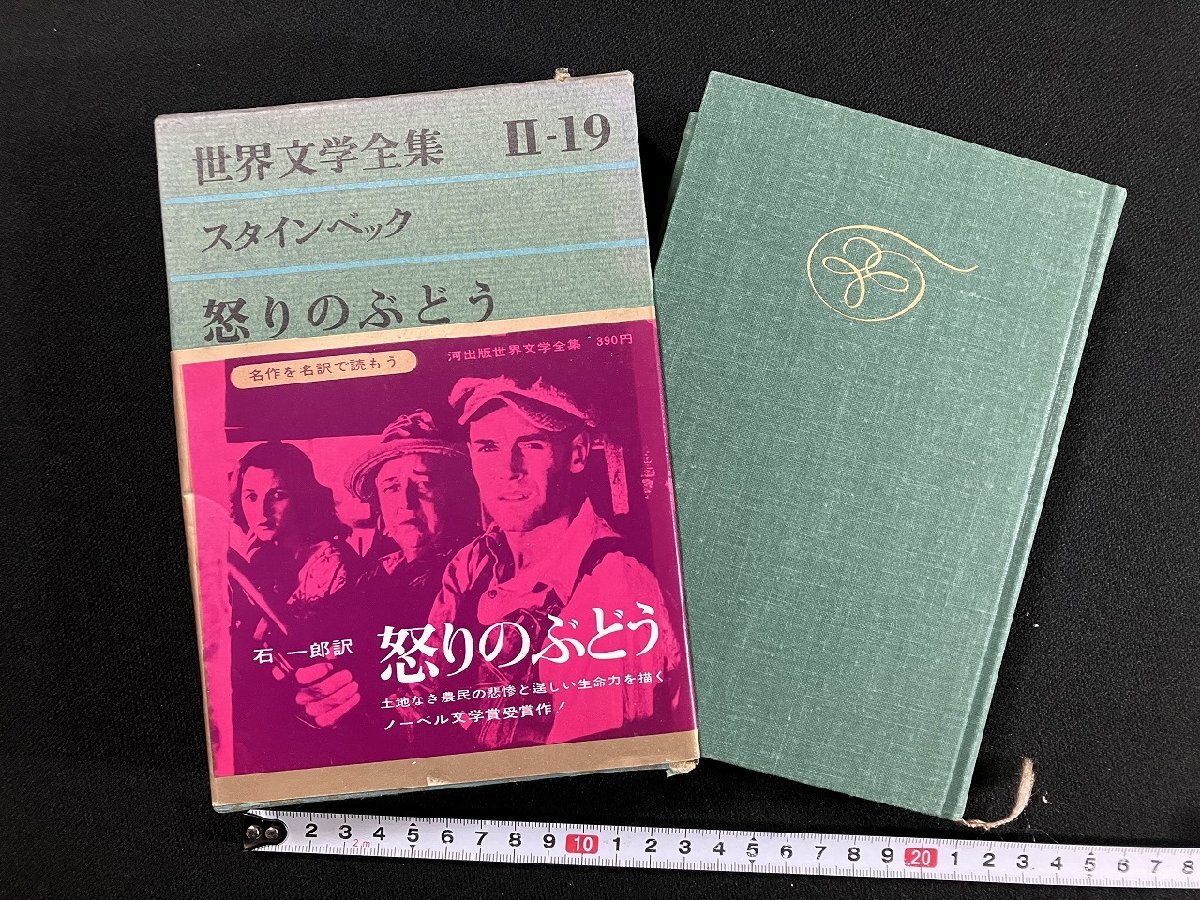 世界文学全集 II-19
スタインベック
怒りのぶどう
名作を名訳で読もう
河出版世界文学全集 390円
石 一郎訳
怒りのぶどう
土地なき農民の悲惨と逞しい生命力を描く
ノーベル文学賞受賞作!
2 3 4 5 6 7 8 9 10 1 2 3 4 5 6 7 8 9 20 1 2 3 4 5 6 7 8
2m